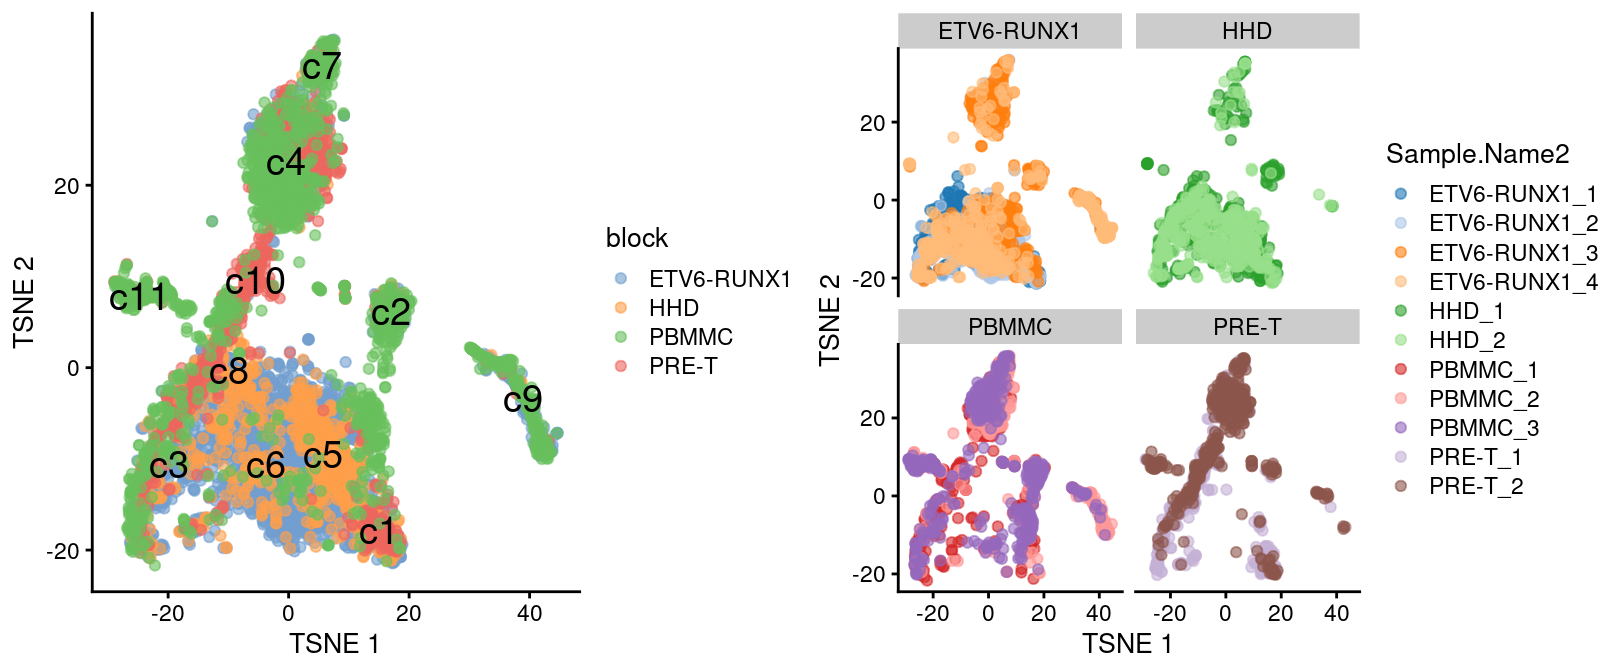 TSNE 2
20
0
-20
-20
0
20
40
TSNE 1
c7
c4
c10
c11
c2
c8
c9
c3
c6
c5
c1
block
ETV6-RUNX1
HHD
PBMMC
PRE-T
ETV6-RUNX1
HHD
PBMMC
PRE-T
TSNE 2
20
0
-20
20
0
-20
-20
0
20
40
-20
0
20
40
TSNE 1
Sample.Name2
ETV6-RUNX1_1
ETV6-RUNX1_2
ETV6-RUNX1_3
ETV6-RUNX1_4
HHD_1
HHD_2
PBMMC_1
PBMMC_2
PBMMC_3
PRE-T_1
PRE-T_2